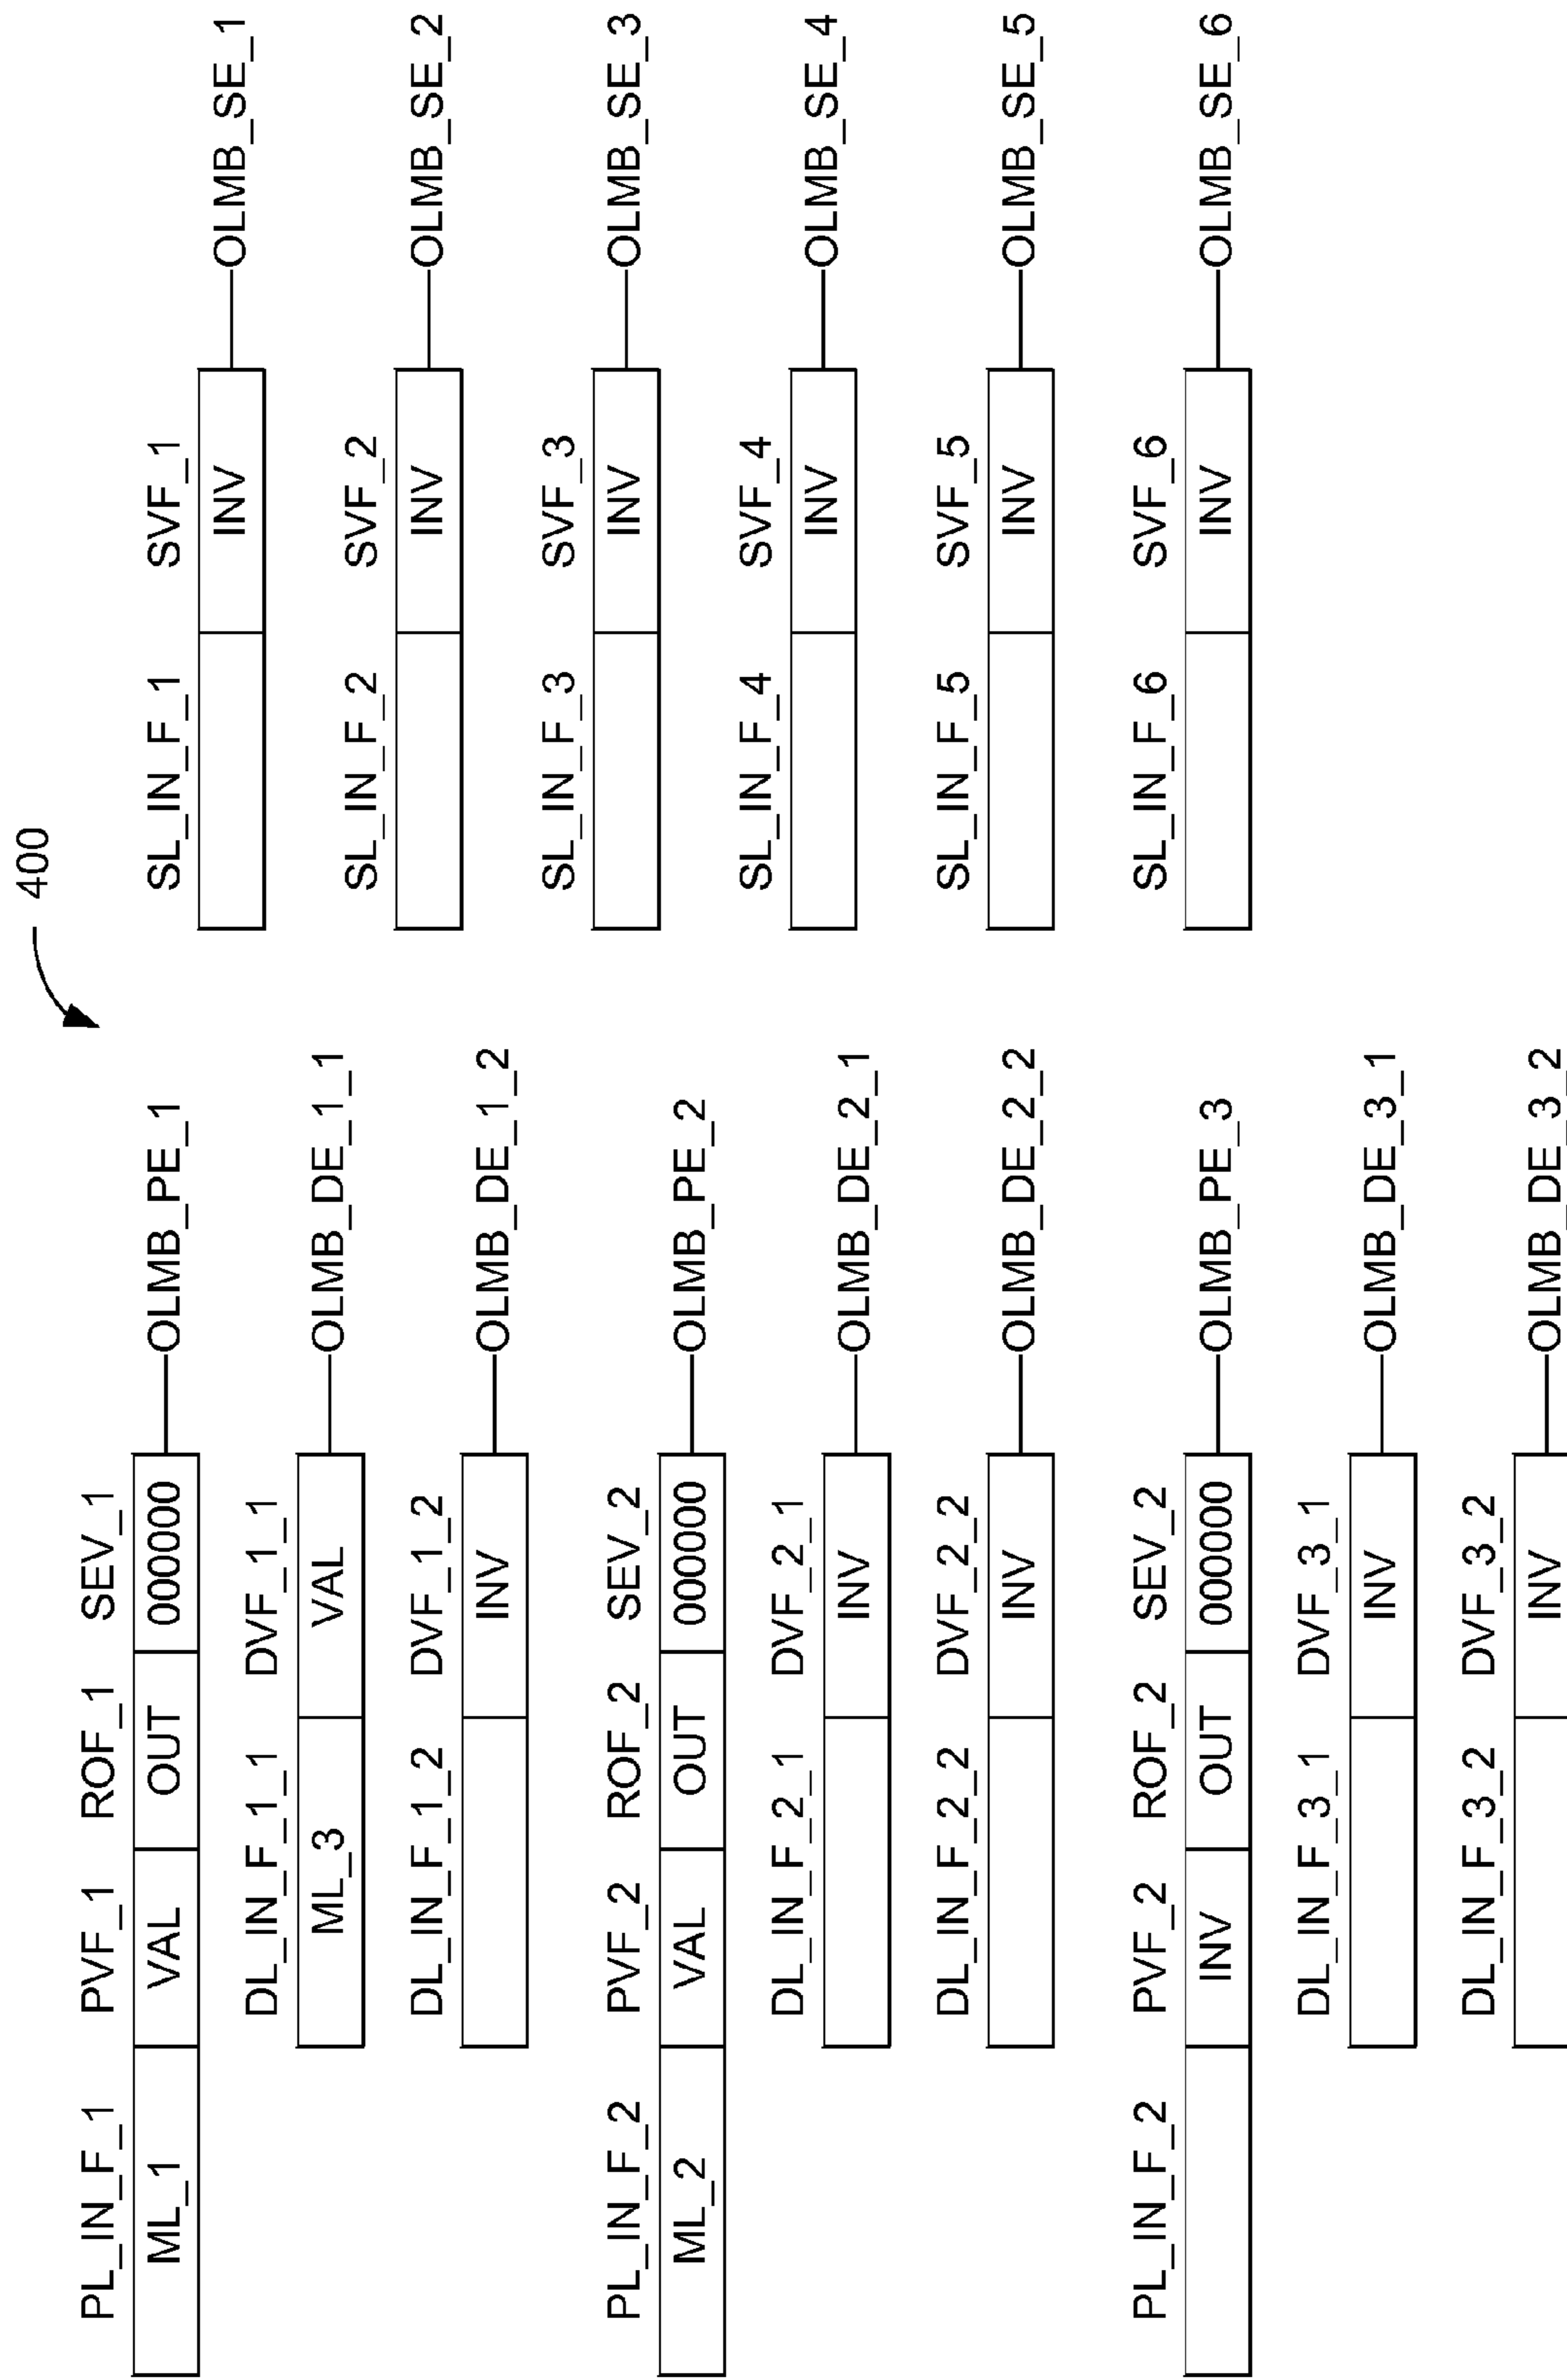 400
PL_IN_F_1 PVF_1 ROF_1 SEV_1
ML_1 VAL OUT 000000 OLMB_PE_1
DL_IN_F_1_1 DVF_1_1
ML_3 VAL OLMB_DE_1_1
DL_IN_F_1_2 DVF_1_2
INV OLMB_DE_1_2
PL_IN_F_2 PVF_2 ROF_2 SEV_2
ML_2 VAL OUT 000000 OLMB_PE_2
DL_IN_F_2_1 DVF_2_1
INV OLMB_DE_2_1
DL_IN_F_2_2 DVF_2_2
INV OLMB_DE_2_2
PL_IN_F_2 PVF_2 ROF_2 SEV_2
INV OUT 000000 OLMB_PE_3
DL_IN_F_3_1 DVF_3_1
INV OLMB_DE_3_1
DL_IN_F_3_2 DVF_3_2
INV OLMB_DE_3_2
SL_IN_F_1 SVF_1
INV OLMB_SE_1
SL_IN_F_2 SVF_2
INV OLMB_SE_2
SL_IN_F_3 SVF_3
INV OLMB_SE_3
SL_IN_F_4 SVF_4
INV OLMB_SE_4
SL_IN_F_5 SVF_5
INV OLMB_SE_5
SL_IN_F_6 SVF_6
INV OLMB_SE_6